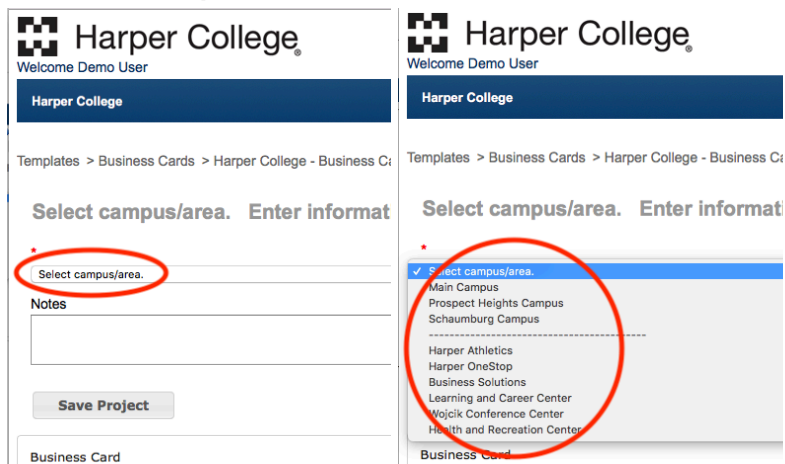 Harper College®
Welcome Demo User
Harper College
Templates > Business Cards > Harper College - Business Ca
Select campus/area. Enter informat
*
Select campus/area.
Notes
Save Project
Business Card
Harper College®
Welcome Demo User
Harper College
Templates > Business Cards > Harper College - Business Ca
Select campus/area. Enter informati
*
✓ Select campus/area.
Main Campus
Prospect Heights Campus
Schaumburg Campus
------------------------------------------
Harper Athletics
Harper OneStop
Business Solutions
Learning and Career Center
Wojcik Conference Center
Health and Recreation Center
Business Card